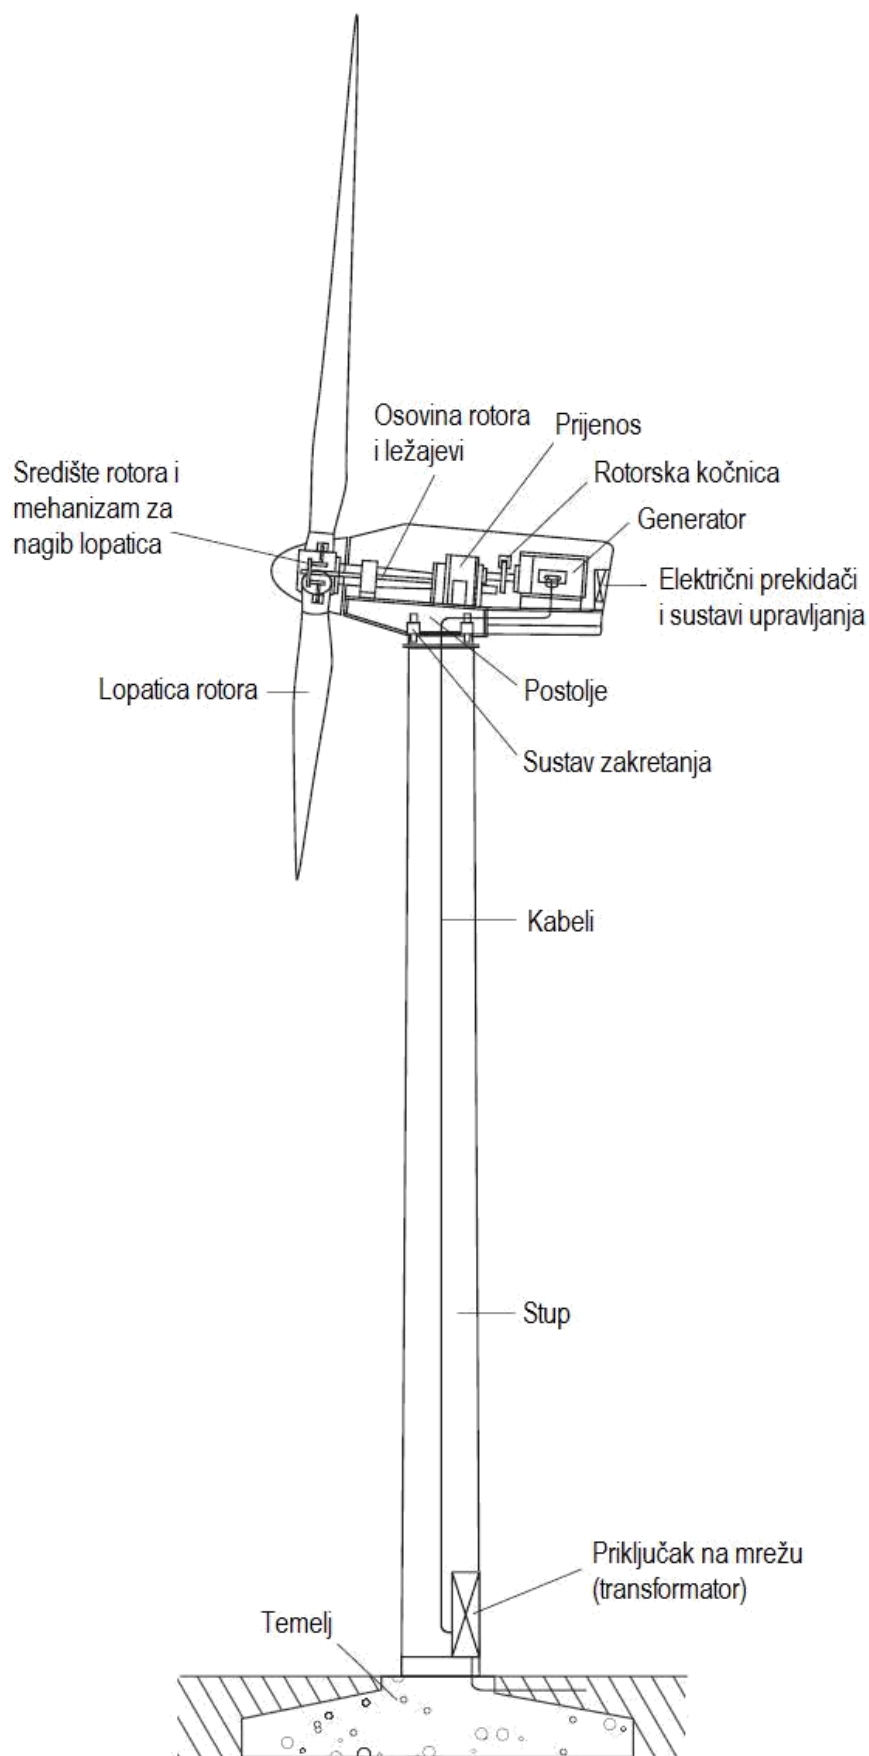 Osovina rotora
i ležajevi
Prijenos
Rotorska kočnica
Generator
Središte rotora i
mehanizam za
nagib lopatica
Električni prekidači
i sustavi upravljanja
Lopatica rotora
Postolje
Sustav zakretanja
Kabeli
Stup
Priključak na mrežu
(transformator)
Temelj